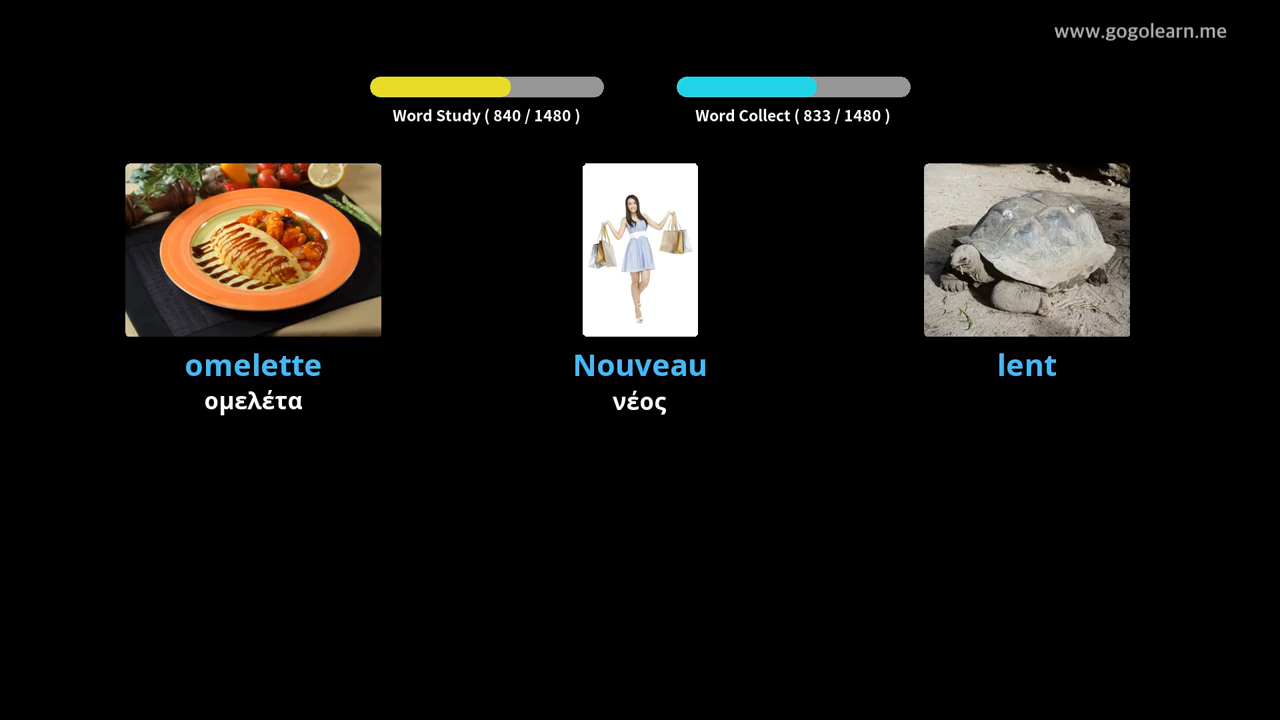 www.gogolearn.me
Word Study ( 840 / 1480 )
Word Collect ( 833 / 1480 )
omelette
Nouveau
lent
ομελέτα
νέος